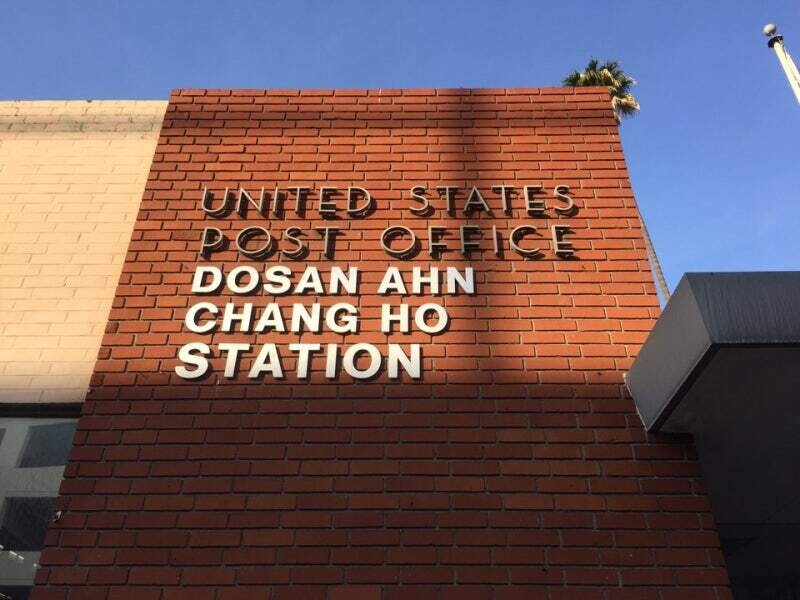 UNITED STATES
POST OFFICE
DOSAN AHN
CHANG HO
STATION